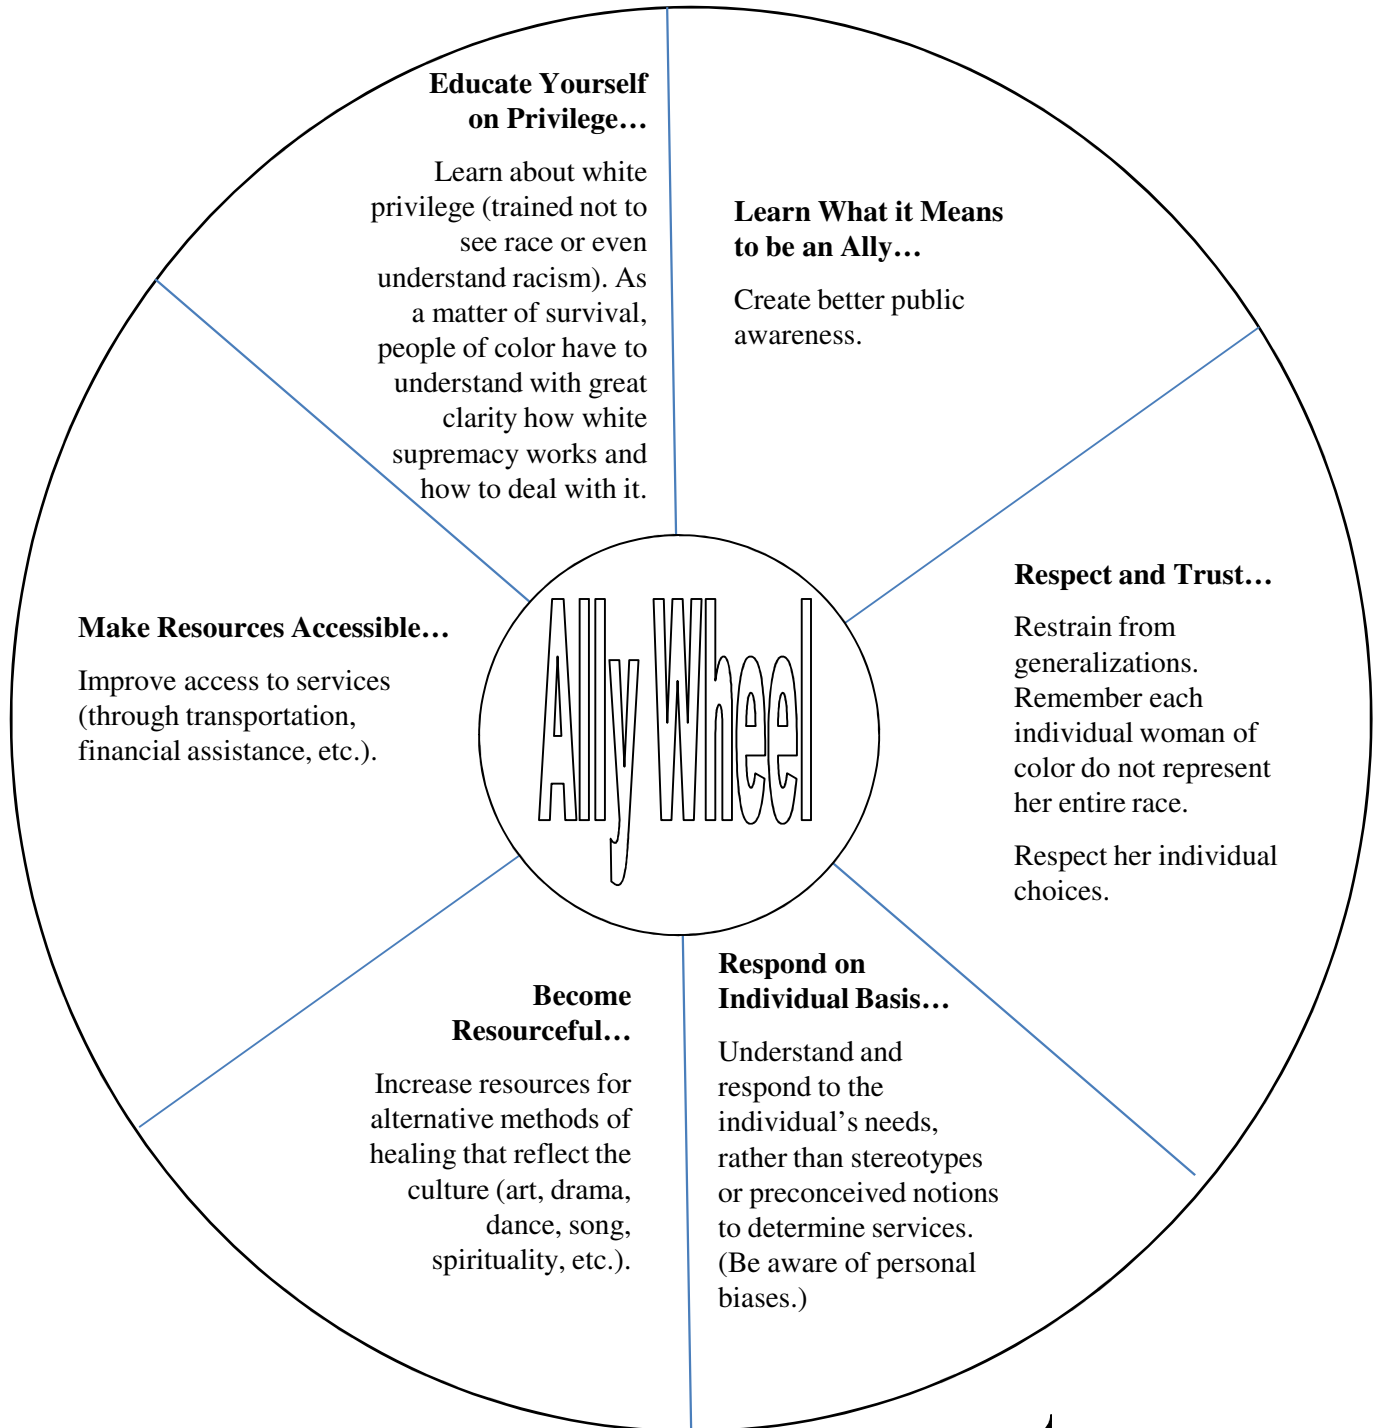 Educate Yourself
on Privilege…
Learn about white
privilege (trained not to
see race or even
understand racism). As
a matter of survival,
people of color have to
understand with great
clarity how white
supremacy works and
how to deal with it.
Learn What it Means
to be an Ally…
Create better public
awareness.
Respect and Trust…
Restrain from
generalizations.
Remember each
individual woman of
color do not represent
her entire race.
Respect her individual
choices.
Respond on
Individual Basis…
Understand and
respond to the
individual’s needs,
rather than stereotypes
or preconceived notions
to determine services.
(Be aware of personal
biases.)
Become
Resourceful…
Increase resources for
alternative methods of
healing that reflect the
culture (art, drama,
dance, song,
spirituality, etc.).
Make Resources Accessible…
Improve access to services
(through transportation,
financial assistance, etc.).
Ally Wheel